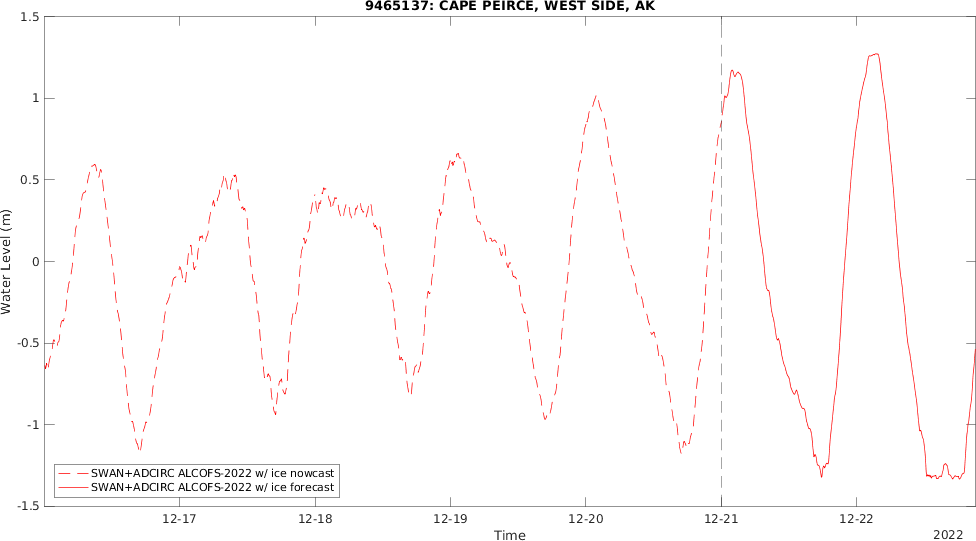 9465137: CAPE PEIRCE, WEST SIDE, AK
1.5
1
0.5
0
-0.5
-1
-1.5
Water Level (m)
SWAN+ADCIRC ALCOFS-2022 w/ ice nowcast
SWAN+ADCIRC ALCOFS-2022 w/ ice forecast
12-17 12-18 12-19 12-20 12-21 12-22
Time
2022